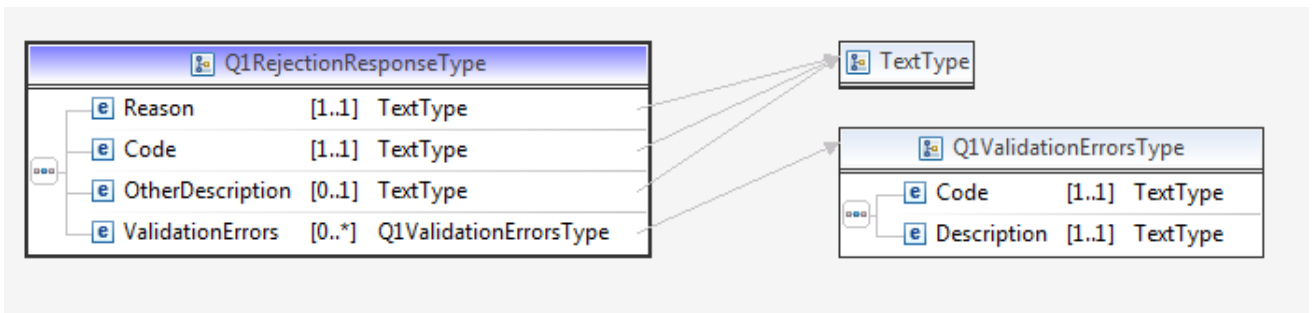 Q1RejectionResponseType
e Reason [1..1] TextType
e Code [1..1] TextType
e OtherDescription [0..1] TextType
e ValidationErrors [0..*] Q1ValidationErrorsType
TextType
Q1ValidationErrorsType
e Code [1..1] TextType
e Description [1..1] TextType